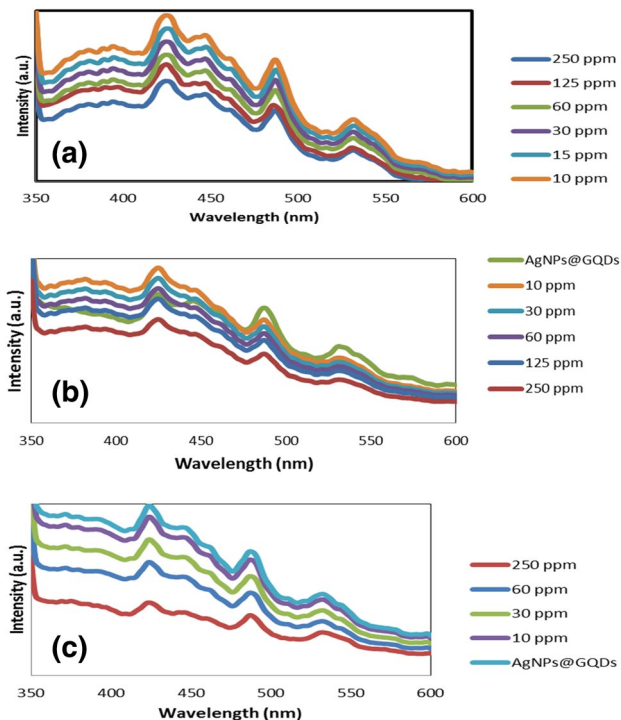 Intensity (a.u.)
(a)
350 400 450 500 550 600
Wavelength (nm)
250 ppm
125 ppm
60 ppm
30 ppm
15 ppm
10 ppm
Intensity (a.u.)
(b)
350 400 450 500 550 600
Wavelength (nm)
AgNPs@GQDs
10 ppm
30 ppm
60 ppm
125 ppm
250 ppm
Intensity (a.u.)
(c)
350 400 450 500 550 600
Wavelength (nm)
250 ppm
60 ppm
30 ppm
10 ppm
AgNPs@GQDs